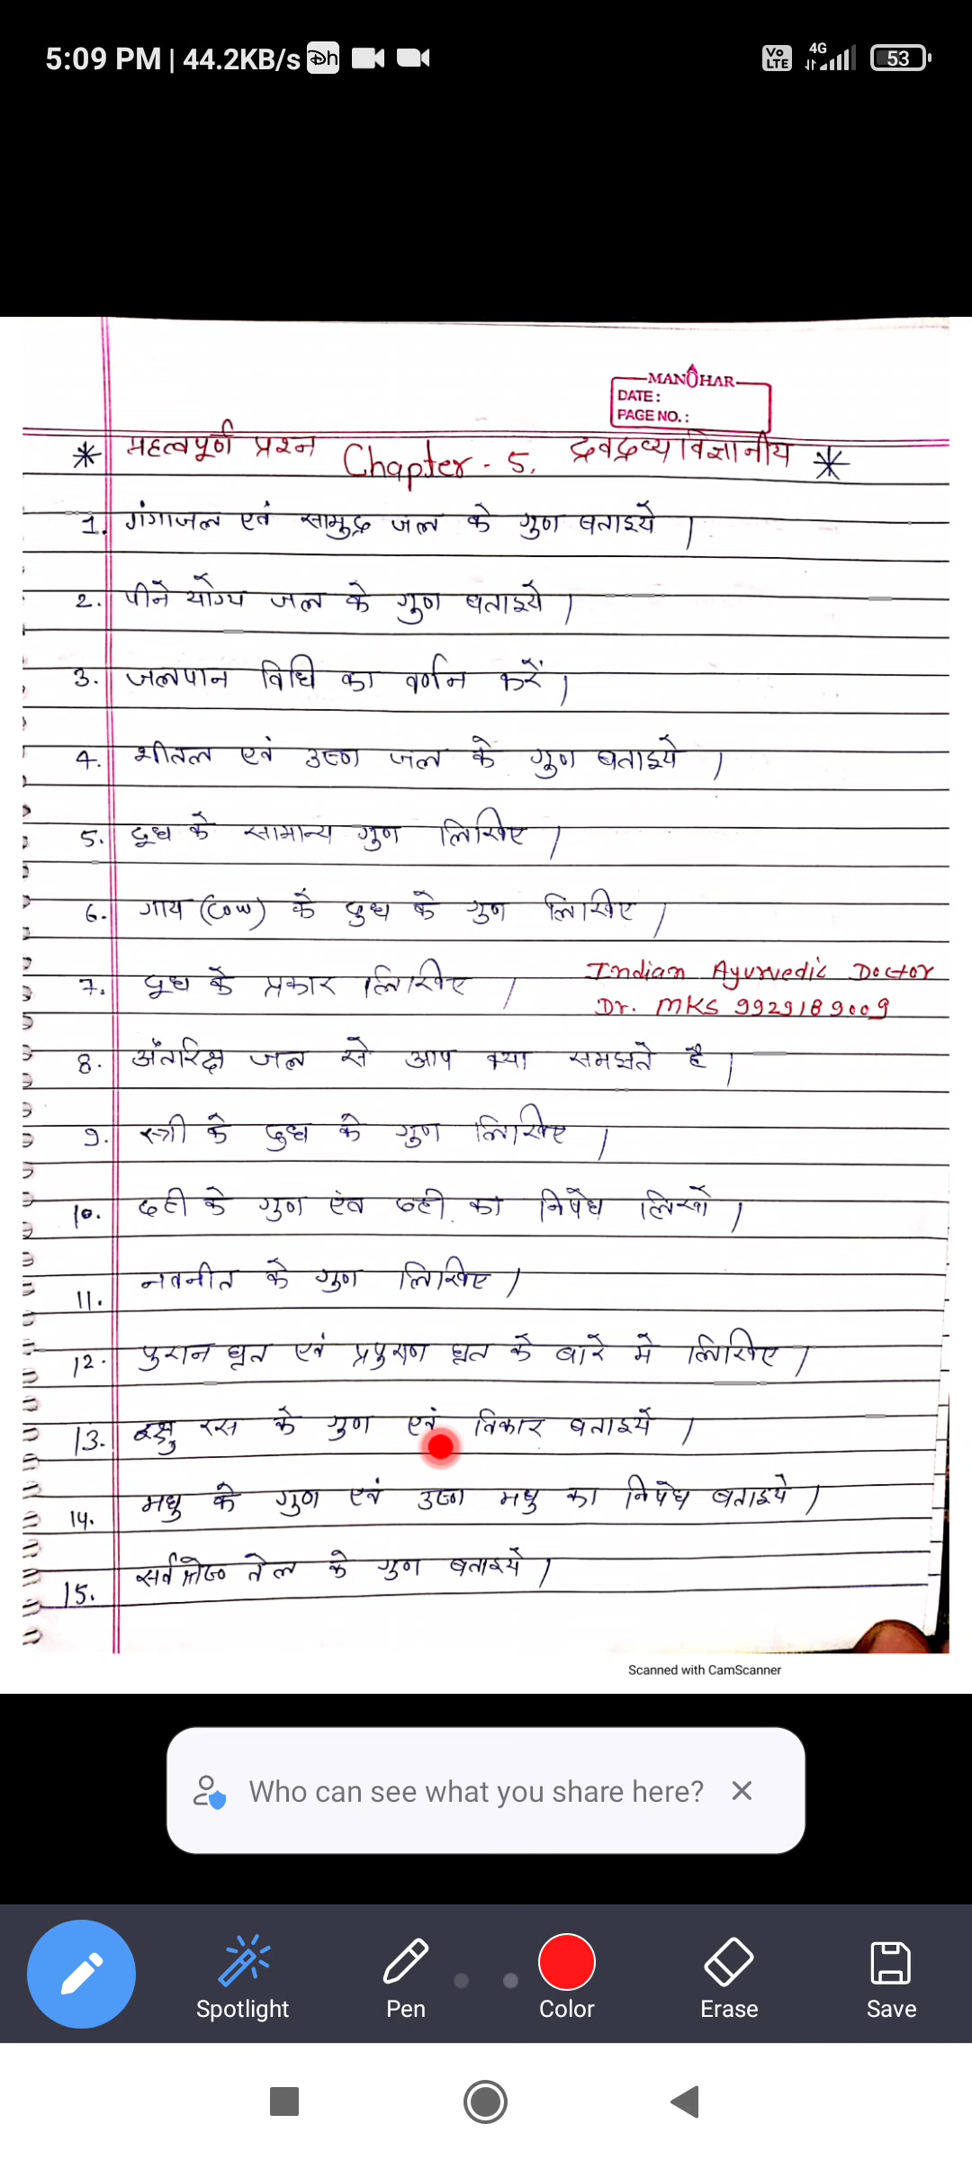 5:09 PM | 44.2KB/s
Vo LTE 4G 53
MANOHAR
DATE:
PAGE NO.:
* महत्वपूर्ण प्रश्न Chapter - 5. द्रवद्रव्यविज्ञानीय *
1. गंगाजल एवं सामुद्र जल के गुण बताइये।
2. पीने योग्य जल के गुण बताइये।
3. जलपान विधि का वर्णन करें।
4. शीतल एवं उष्ण जल के गुण बताइये।
5. दूध के सामान्य गुण लिखिए।
6. गाय (Cow) के दुध के गुण लिखिए।
7. दूध के प्रकार लिखिए।
Indian Ayurvedic Doctor
Dr. MKS 9929189009
8. अंतरिक्ष जल से आप क्या समझते है।
9. स्त्री के दुध के गुण लिखिए।
10. दही के गुण एंव दही का निषेध लिखो।
11. नवनीत के गुण लिखिए।
12. पुरान घृत एवं प्रपुराण घृत के बारे मे लिखिए।
13. इक्षु रस के गुण एवं विकार बताइये।
14. मधु के गुण एवं उष्ण मधु का निषेध बताइये।
15. तेल के गुण बताइये।
Scanned with CamScanner
Who can see what you share here?
Spotlight Pen Color Erase Save